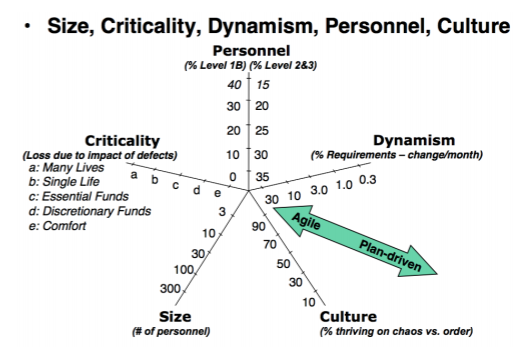 • Size, Criticality, Dynamism, Personnel, Culture
Personnel
(% Level 1B) (% Level 2&3)
40 15
30 20
20 25
10 30
0 35
Criticality
(Loss due to impact of defects)
a: Many Lives
b: Single Life
c: Essential Funds
d: Discretionary Funds
e: Comfort
a b c d e
Dynamism
(% Requirements – change/month)
30 10 3.0 1.0 0.3
Agile
Plan-driven
3
10
30
100
300
Size
(# of personnel)
90
70
50
30
10
Culture
(% thriving on chaos vs. order)